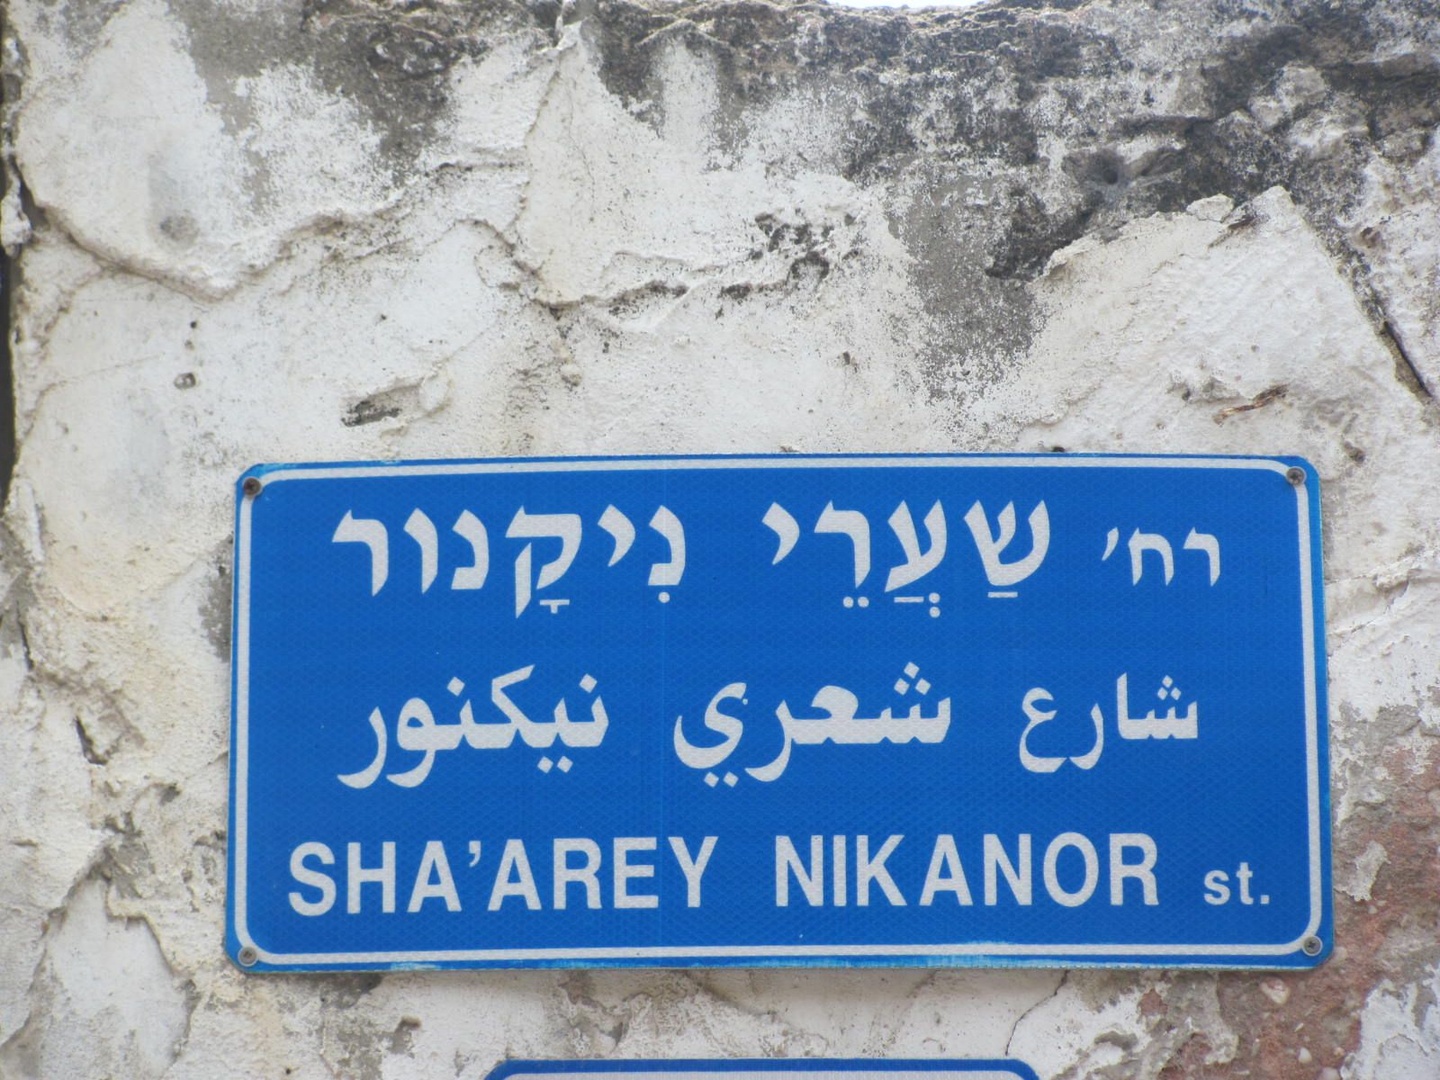 רח' שַׁעֲרֵי נִיקָנוֹר
شارع شعري نيكنور
SHA'AREY NIKANOR st.